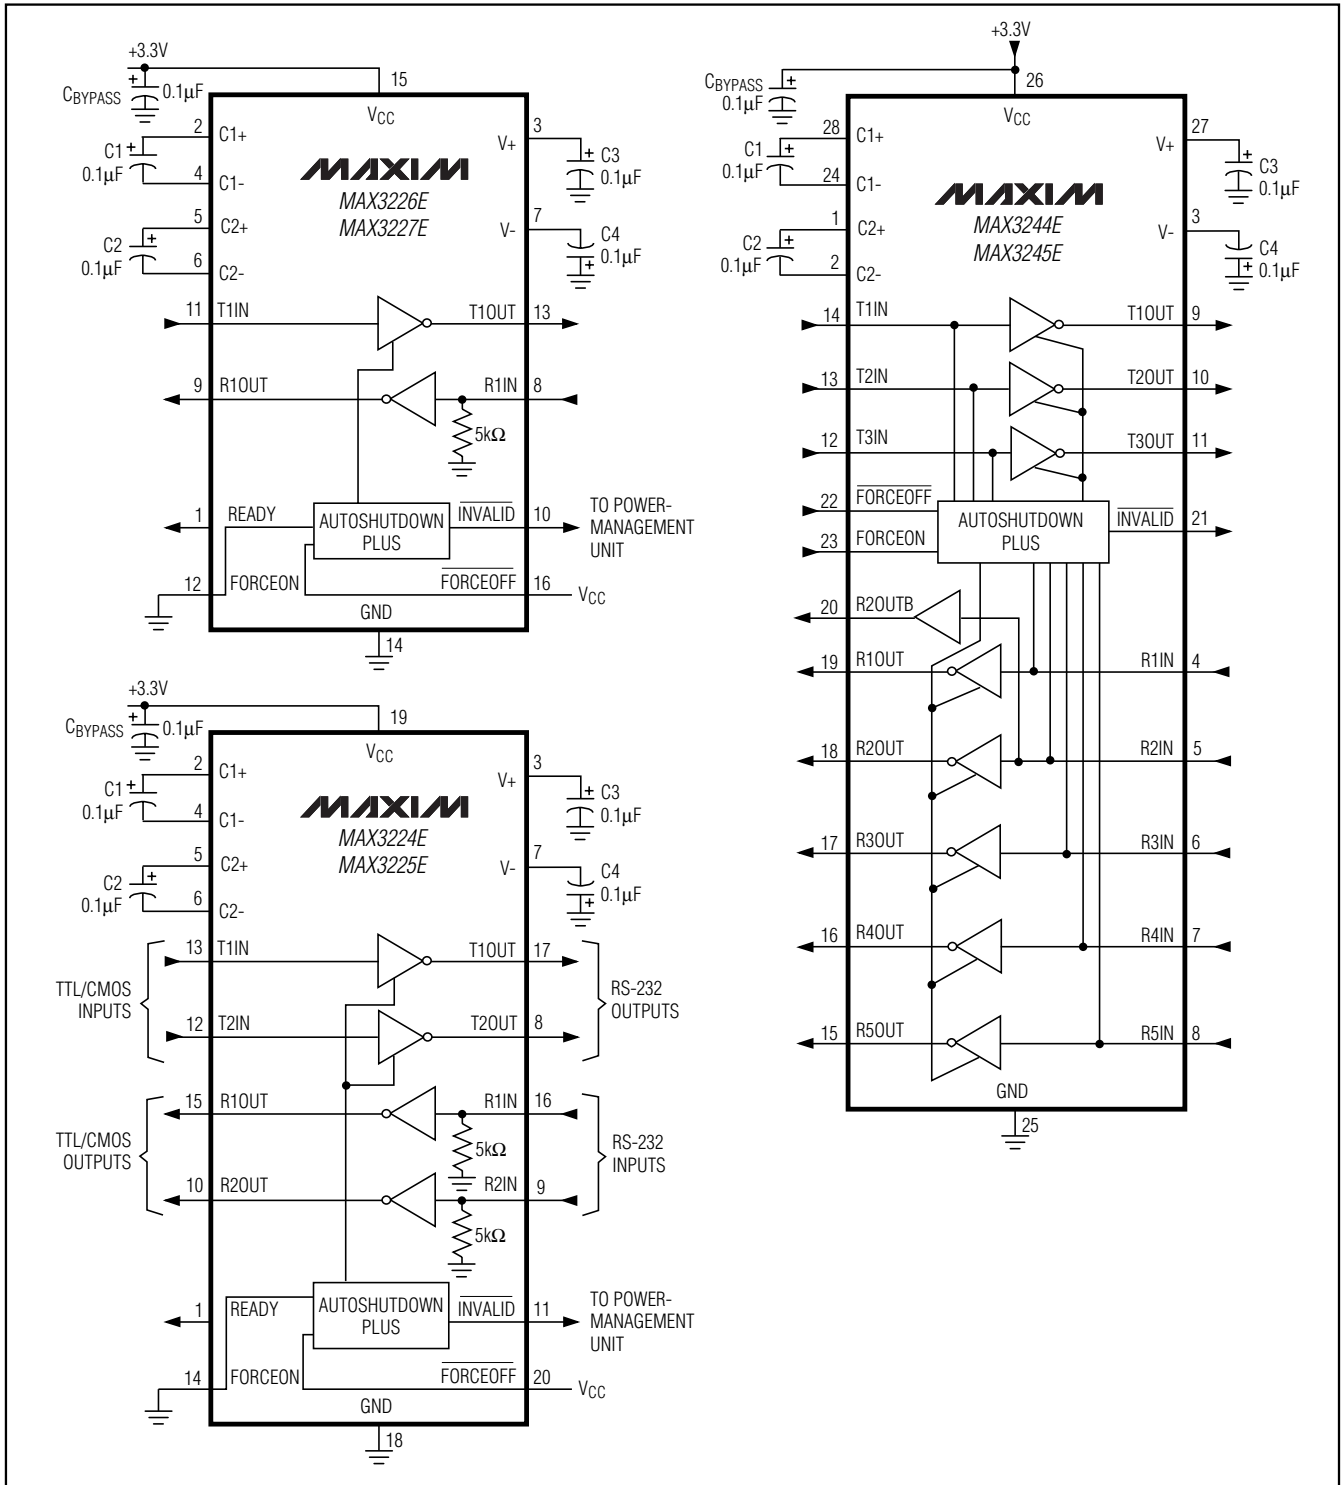 +3.3V
CBYPASS
+
0.1µF
15
VCC
2
C1+
C1
+
0.1µF
4
C1-
5
C2+
C2
+
0.1µF
6
C2-
3
V+
+
C3
0.1µF
7
V-
C4
+
0.1µF
MAXIM
MAX3226E
MAX3227E
11
T1IN
T1OUT
13
9
R1OUT
R1IN
8
5kΩ
1
READY
AUTOSHUTDOWN
PLUS
INVALID
10
TO POWER-
MANAGEMENT
UNIT
12
FORCEON
FORCEOFF
16
VCC
GND
14
+3.3V
CBYPASS
+
0.1µF
19
VCC
2
C1+
C1
+
0.1µF
4
C1-
5
C2+
C2
+
0.1µF
6
C2-
3
V+
+
C3
0.1µF
7
V-
C4
+
0.1µF
MAXIM
MAX3224E
MAX3225E
TTL/CMOS
INPUTS
13
T1IN
T1OUT
17
12
T2IN
T2OUT
8
RS-232
OUTPUTS
TTL/CMOS
OUTPUTS
15
R1OUT
R1IN
16
5kΩ
10
R2OUT
R2IN
9
5kΩ
RS-232
INPUTS
1
READY
AUTOSHUTDOWN
PLUS
INVALID
11
TO POWER-
MANAGEMENT
UNIT
14
FORCEON
FORCEOFF
20
VCC
GND
18
+3.3V
CBYPASS
+
0.1µF
26
VCC
28
C1+
C1
+
0.1µF
24
C1-
1
C2+
C2
+
0.1µF
2
C2-
27
V+
+
C3
0.1µF
3
V-
C4
+
0.1µF
MAXIM
MAX3244E
MAX3245E
14
T1IN
T1OUT
9
13
T2IN
T2OUT
10
12
T3IN
T3OUT
11
22
FORCEOFF
23
FORCEON
AUTOSHUTDOWN
PLUS
INVALID
21
20
R2OUTB
19
R1OUT
R1IN
4
18
R2OUT
R2IN
5
17
R3OUT
R3IN
6
16
R4OUT
R4IN
7
15
R5OUT
R5IN
8
GND
25